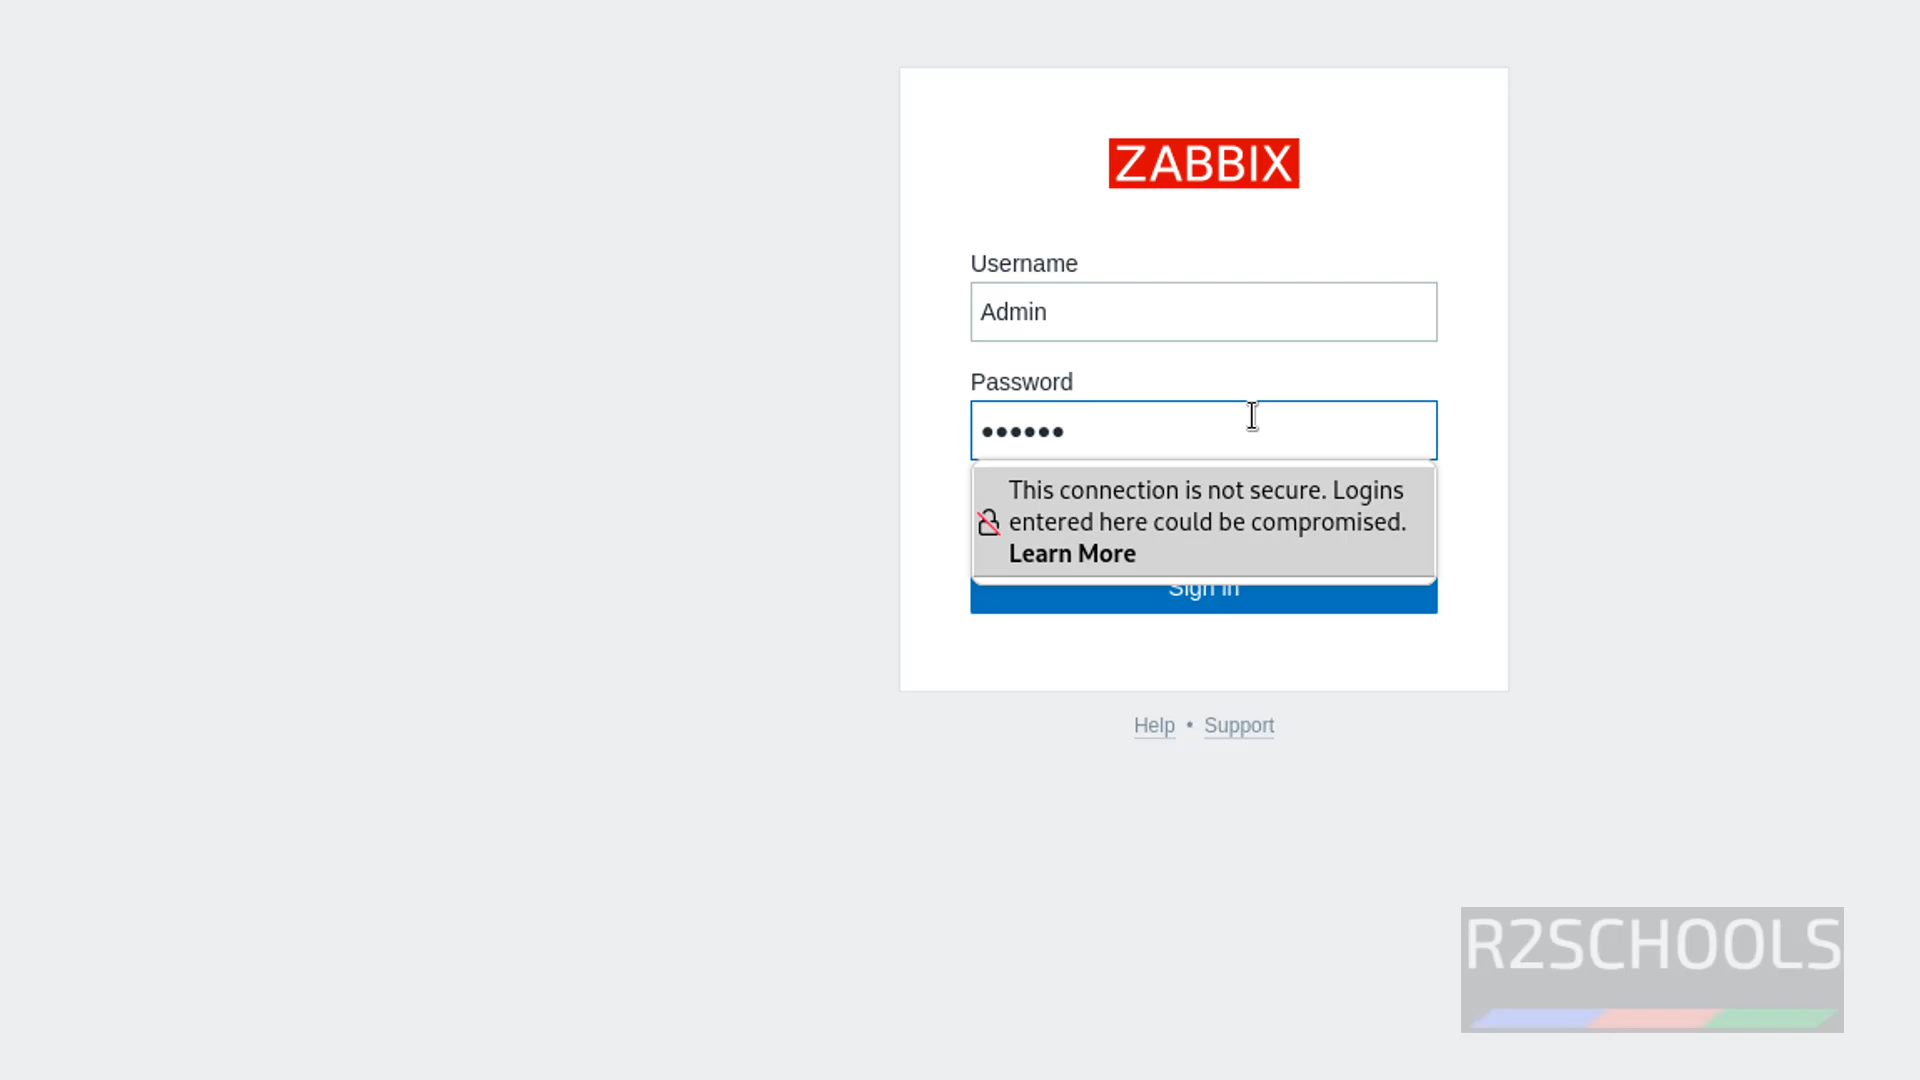 ZABBIX
Username
Admin
Password
••••••
This connection is not secure. Logins
entered here could be compromised.
Learn More
Sign in
Help • Support
R2SCHOOLS